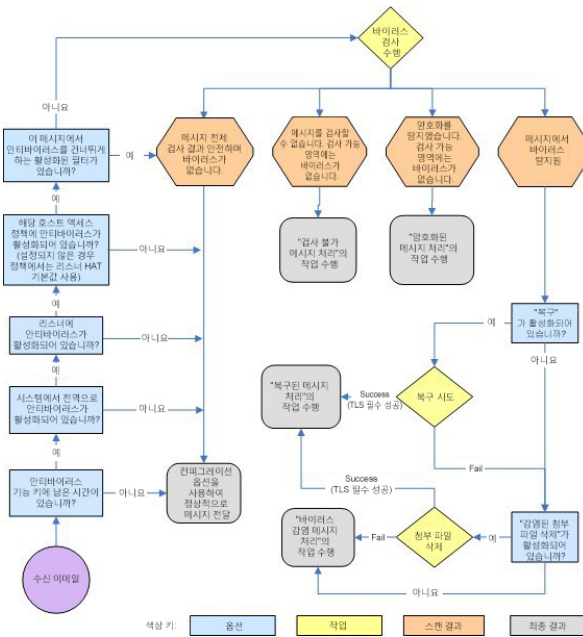 바이러스
검사
수행
아니요
이 메시지에서
안티바이러스를 건너뛰게
하는 활성화된 필터가
있습니까?
예
메시지 전체
검사 결과 안전하며
바이러스가
없습니다.
메시지를 검사할
수 없습니다. 검사 가능
영역에는
바이러스가 없습니다.
암호화를
탐지했습니다.
검사 가능
영역에는
바이러스가 없습니다.
메시지에서
바이러스
탐지됨
예
해당 호스트 액세스
정책에 안티바이러스가
활성화되어 있습니까?
(설정되지 않은 경우
정책에서는 리스너 HAT
기본값 사용)
아니요
"검사 불가
메시지 처리"의
작업 수행
"암호화된
메시지 처리"의
작업 수행
예
리스너에
안티바이러스가
활성화되어 있습니까?
아니요
예
"복구"
가 활성화되어
있습니까?
아니요
예
시스템에서 전역으로
안티바이러스가
활성화되어 있습니까?
아니요
"복구된 메시지
처리"의
작업 수행
Success
(TLS 필수 성공)
복구 시도
예
Fail
안티바이러스
기능 키에 남은 시간이
있습니까?
아니요
컨피그레이션
옵션을
사용하여
정상적으로
메시지 전달
Success
(TLS 필수 성공)
"바이러스
감염 메시지
처리"의
작업 수행
Fail
첨부 파일
삭제
예
"감염된 첨부
파일 삭제"가
활성화되어
있습니까?
아니요
수신 이메일
색상 키:
옵션
작업
스캔 결과
최종 결과